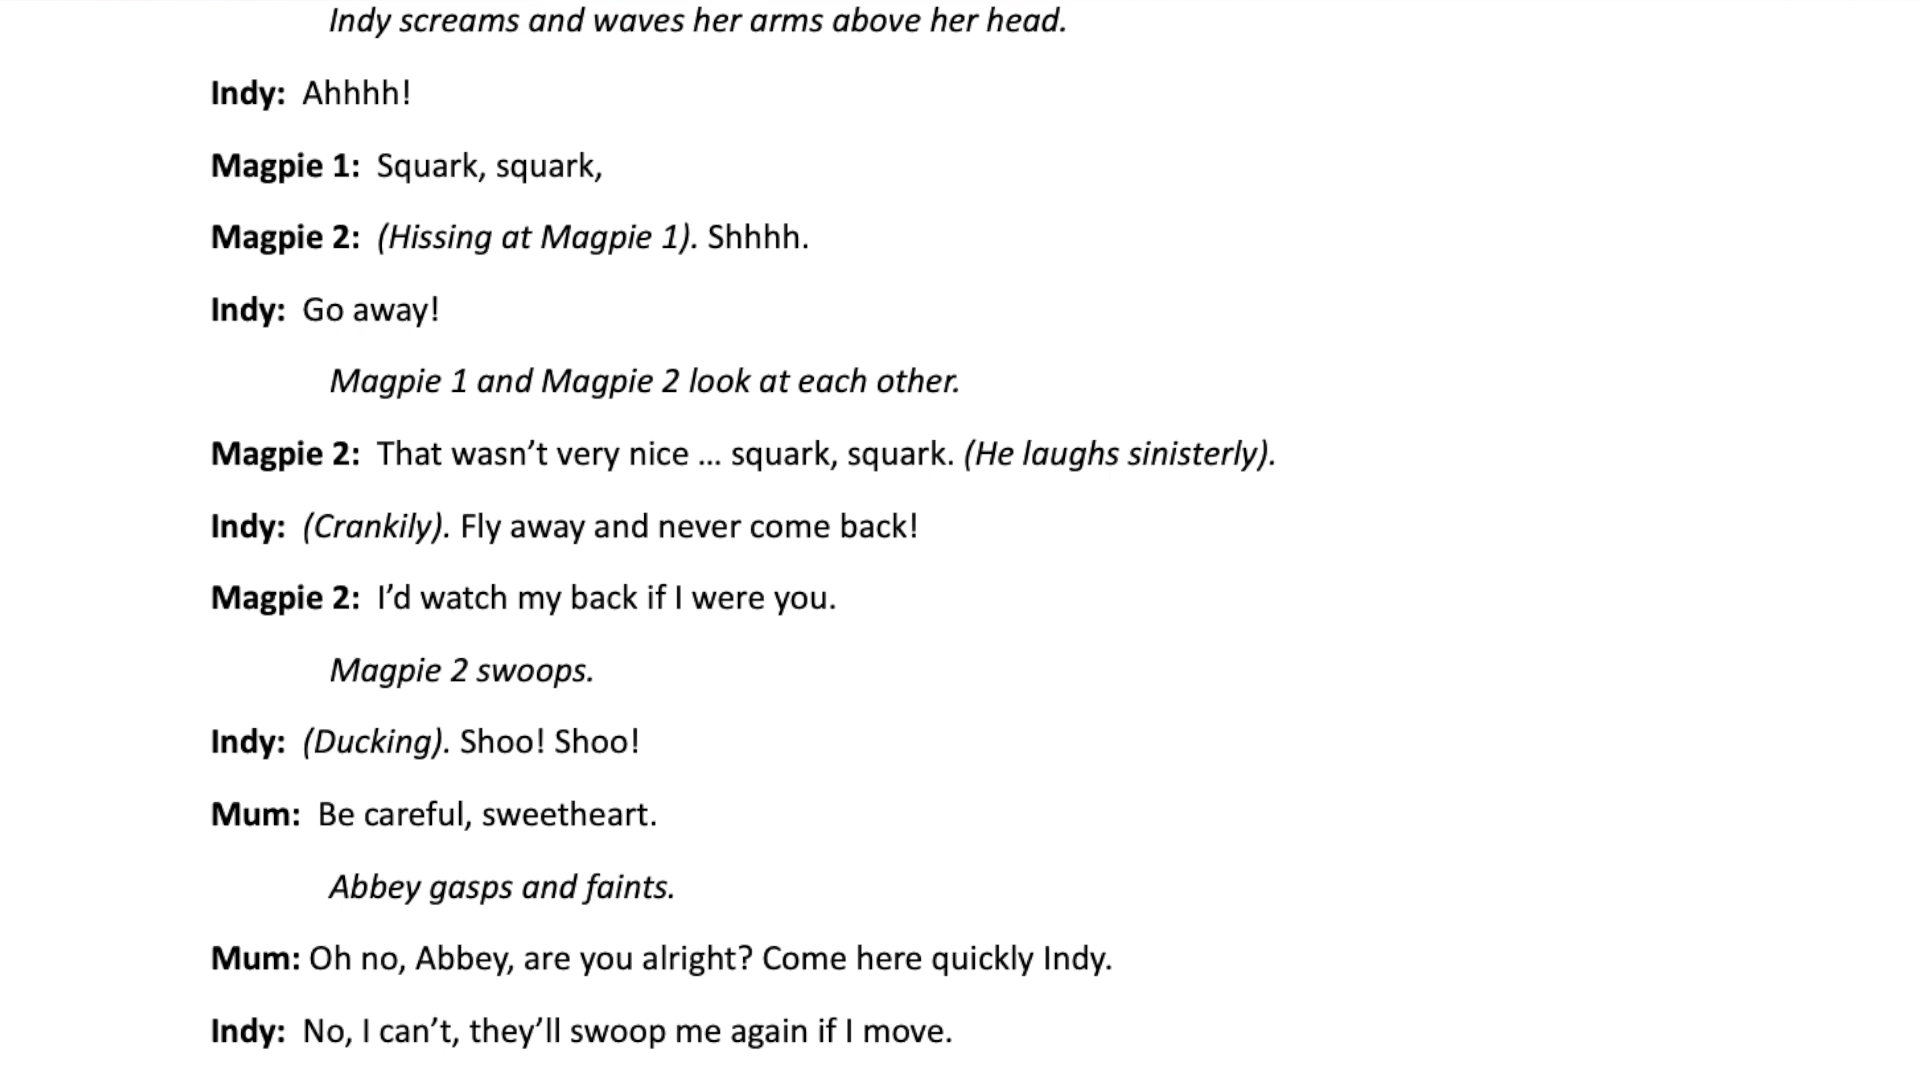 Indy screams and waves her arms above her head.
Indy: Ahhhh!
Magpie 1: Squark, squark,
Magpie 2: (Hissing at Magpie 1). Shhhh.
Indy: Go away!
Magpie 1 and Magpie 2 look at each other.
Magpie 2: That wasn’t very nice ... squark, squark. (He laughs sinisterly).
Indy: (Crankily). Fly away and never come back!
Magpie 2: I’d watch my back if I were you.
Magpie 2 swoops.
Indy: (Ducking). Shoo! Shoo!
Mum: Be careful, sweetheart.
Abbey gasps and faints.
Mum: Oh no, Abbey, are you alright? Come here quickly Indy.
Indy: No, I can’t, they’ll swoop me again if I move.